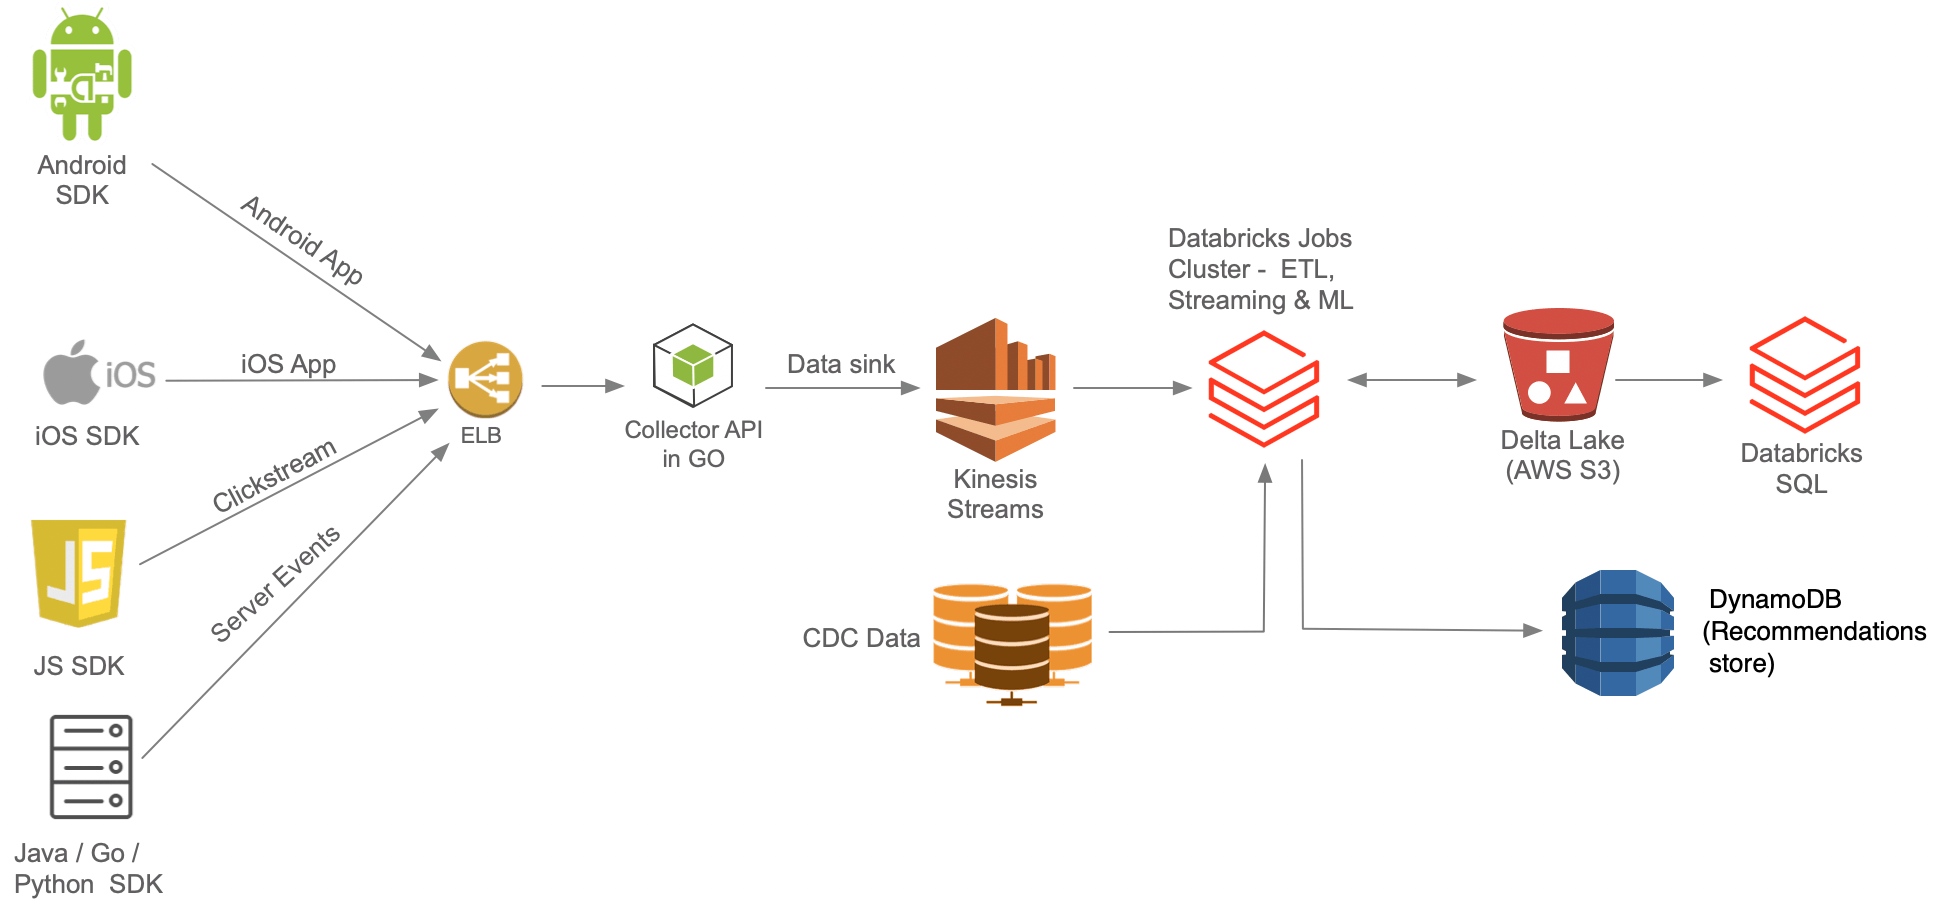 Android
SDK
Android App
iOS
iOS SDK
iOS App
JS
JS SDK
Clickstream
Java / Go /
Python  SDK
Server Events
ELB
Collector API
in GO
Data sink
Kinesis
Streams
CDC Data
Databricks Jobs
Cluster -  ETL,
Streaming & ML
Delta Lake
(AWS S3)
Databricks
SQL
DynamoDB
(Recommendations
store)